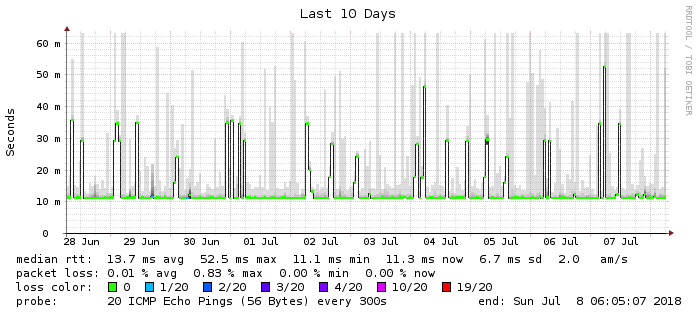 Last 10 Days
RRDTOOL / TOBI OETIKER
Seconds
60 m
50 m
40 m
30 m
20 m
10 m
0
28 Jun 29 Jun 30 Jun 01 Jul 02 Jul 03 Jul 04 Jul 05 Jul 06 Jul 07 Jul
median rtt: 13.7 ms avg 52.5 ms max 11.1 ms min 11.3 ms now 6.7 ms sd 2.0 am/s
packet loss: 0.01 % avg 0.83 % max 0.00 % min 0.00 % now
loss color: 0 1/20 2/20 3/20 4/20 10/20 19/20
probe: 20 ICMP Echo Pings (56 Bytes) every 300s end: Sun Jul 8 06:05:07 2018